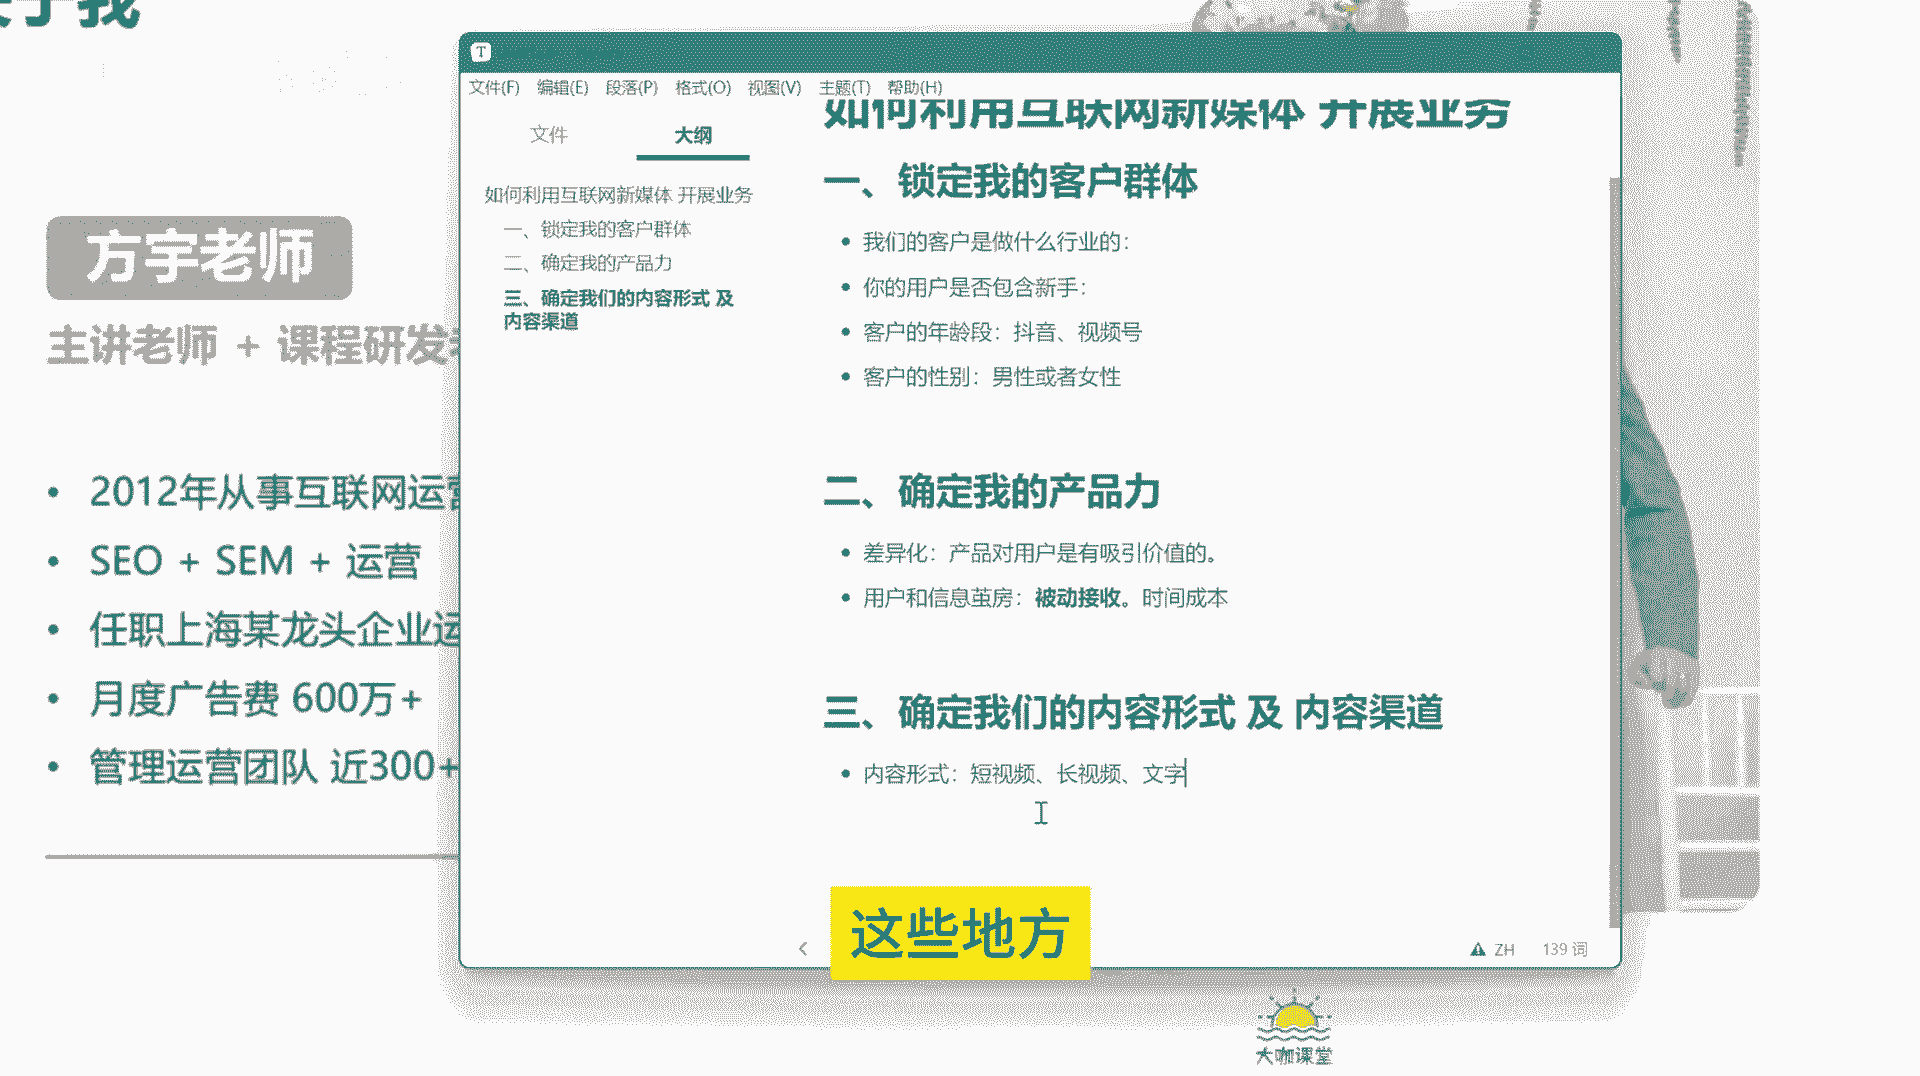 方宇老师
主讲老师 + 课程研发
2012年从事互联网运营
SEO + SEM + 运营
任职上海某龙头企业运
月度广告费 600万+
管理运营团队 近300+
T
文件(F) 编辑(E) 段落(P) 格式(O) 视图(V) 主题(T) 帮助(H)
文件 大纲
如何利用互联网新媒体 开展业务
一、锁定我的客户群体
二、确定我的产品力
三、确定我们的内容形式 及
内容渠道
如何利用互联网新媒体 开展业务
一、锁定我的客户群体
我们的客户是做什么行业的：
你的用户是否包含新手：
客户的年龄段：抖音、视频号
客户的性别：男性或者女性
二、确定我的产品力
差异化：产品对用户是有吸引价值的。
用户和信息茧房：被动接收。时间成本
三、确定我们的内容形式 及 内容渠道
内容形式：短视频、长视频、文字
这些地方
ZH 139 词
大咖课堂